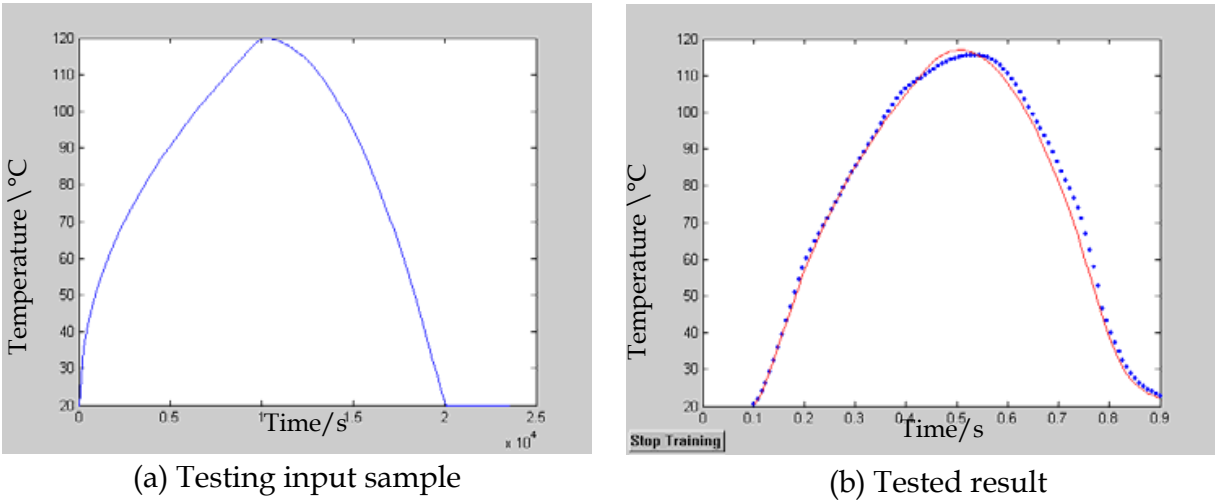 120
110
100
90
80
70
60
50
40
30
20
Temperature \ °C
0 0.5 1 1.5 2 2.5
Time/s
x 10^4
(a) Testing input sample
120
110
100
90
80
70
60
50
40
30
20
Temperature \ °C
0 0.1 0.2 0.3 0.4 0.5 0.6 0.7 0.8 0.9
Time/s
Stop Training
(b) Tested result